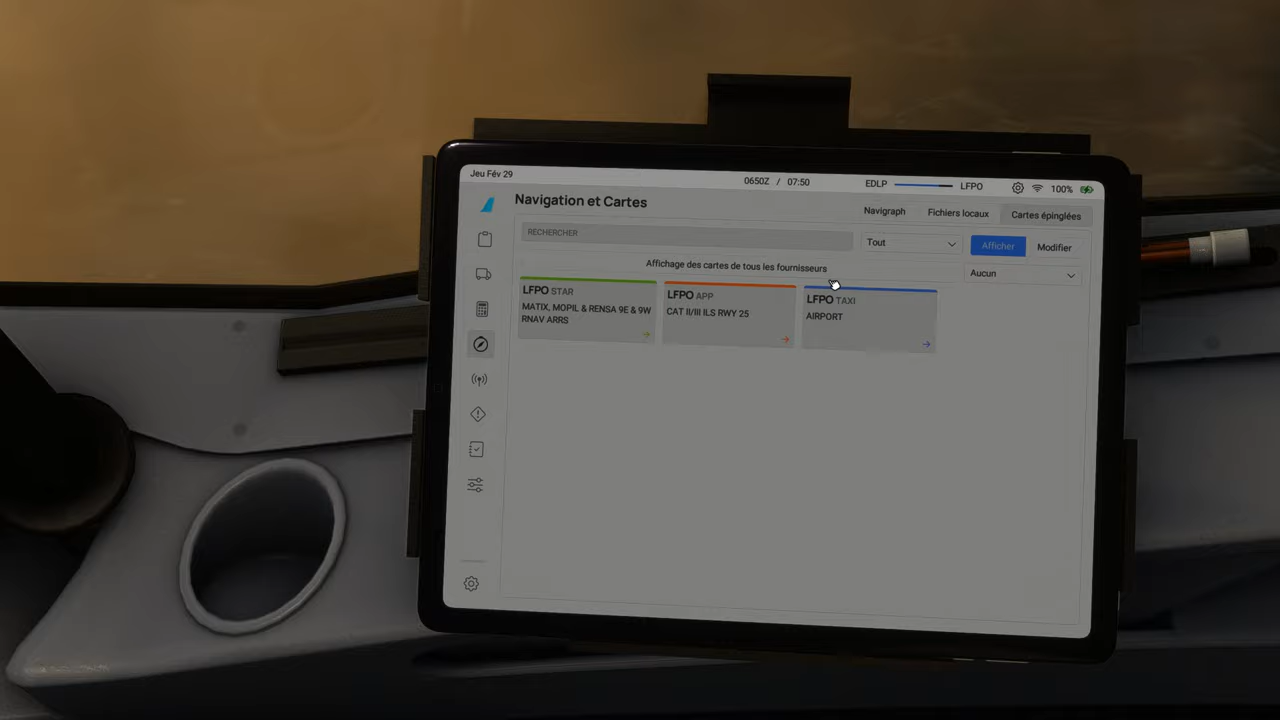 Jeu Fév 29
0650Z / 07:50
EDLP LFPO
100%
Navigation et Cartes
Navigraph
Fichiers locaux
Cartes épinglées
RECHERCHER
Tout
Afficher
Modifier
Affichage des cartes de tous les fournisseurs
Aucun
LFPO STAR
MATIX, MOPIL & RENSA 9E & 9W
RNAV ARRS
LFPO APP
CAT II/III ILS RWY 25
LFPO TAXI
AIRPORT